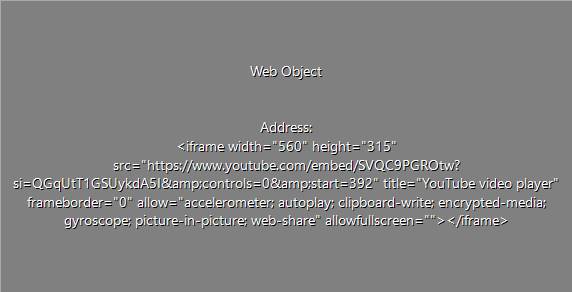 Web Object
Address:
<iframe width="560" height="315"
src="https://www.youtube.com/embed/SVQC9PGROtw?
si=QGqUtT1GSUykdA5I&amp;controls=0&amp;start=392" title="YouTube video player"
frameborder="0" allow="accelerometer; autoplay; clipboard-write; encrypted-media;
gyroscope; picture-in-picture; web-share" allowfullscreen=""></iframe>